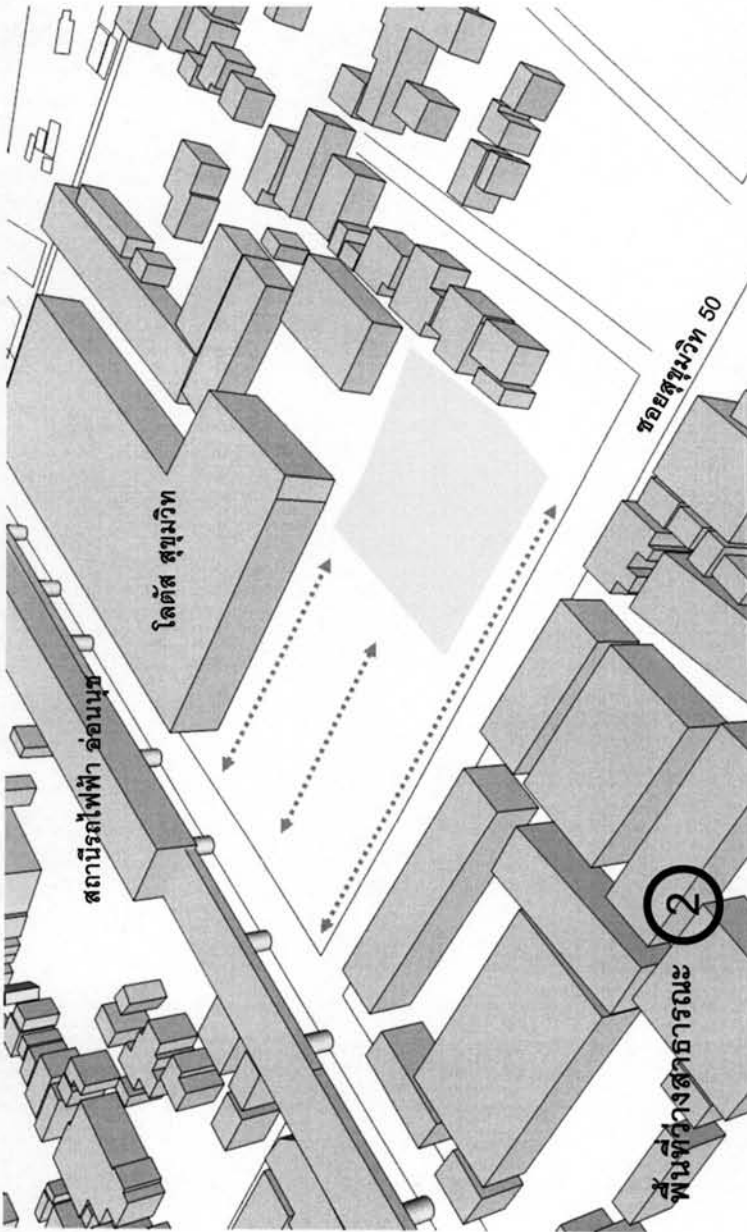 สถานีรถไฟฟ้า อ่อนนุช
โลตัส สุขุมวิท
ซอยสุขุมวิท 50
พื้นที่ว่างสาธารณะ 2